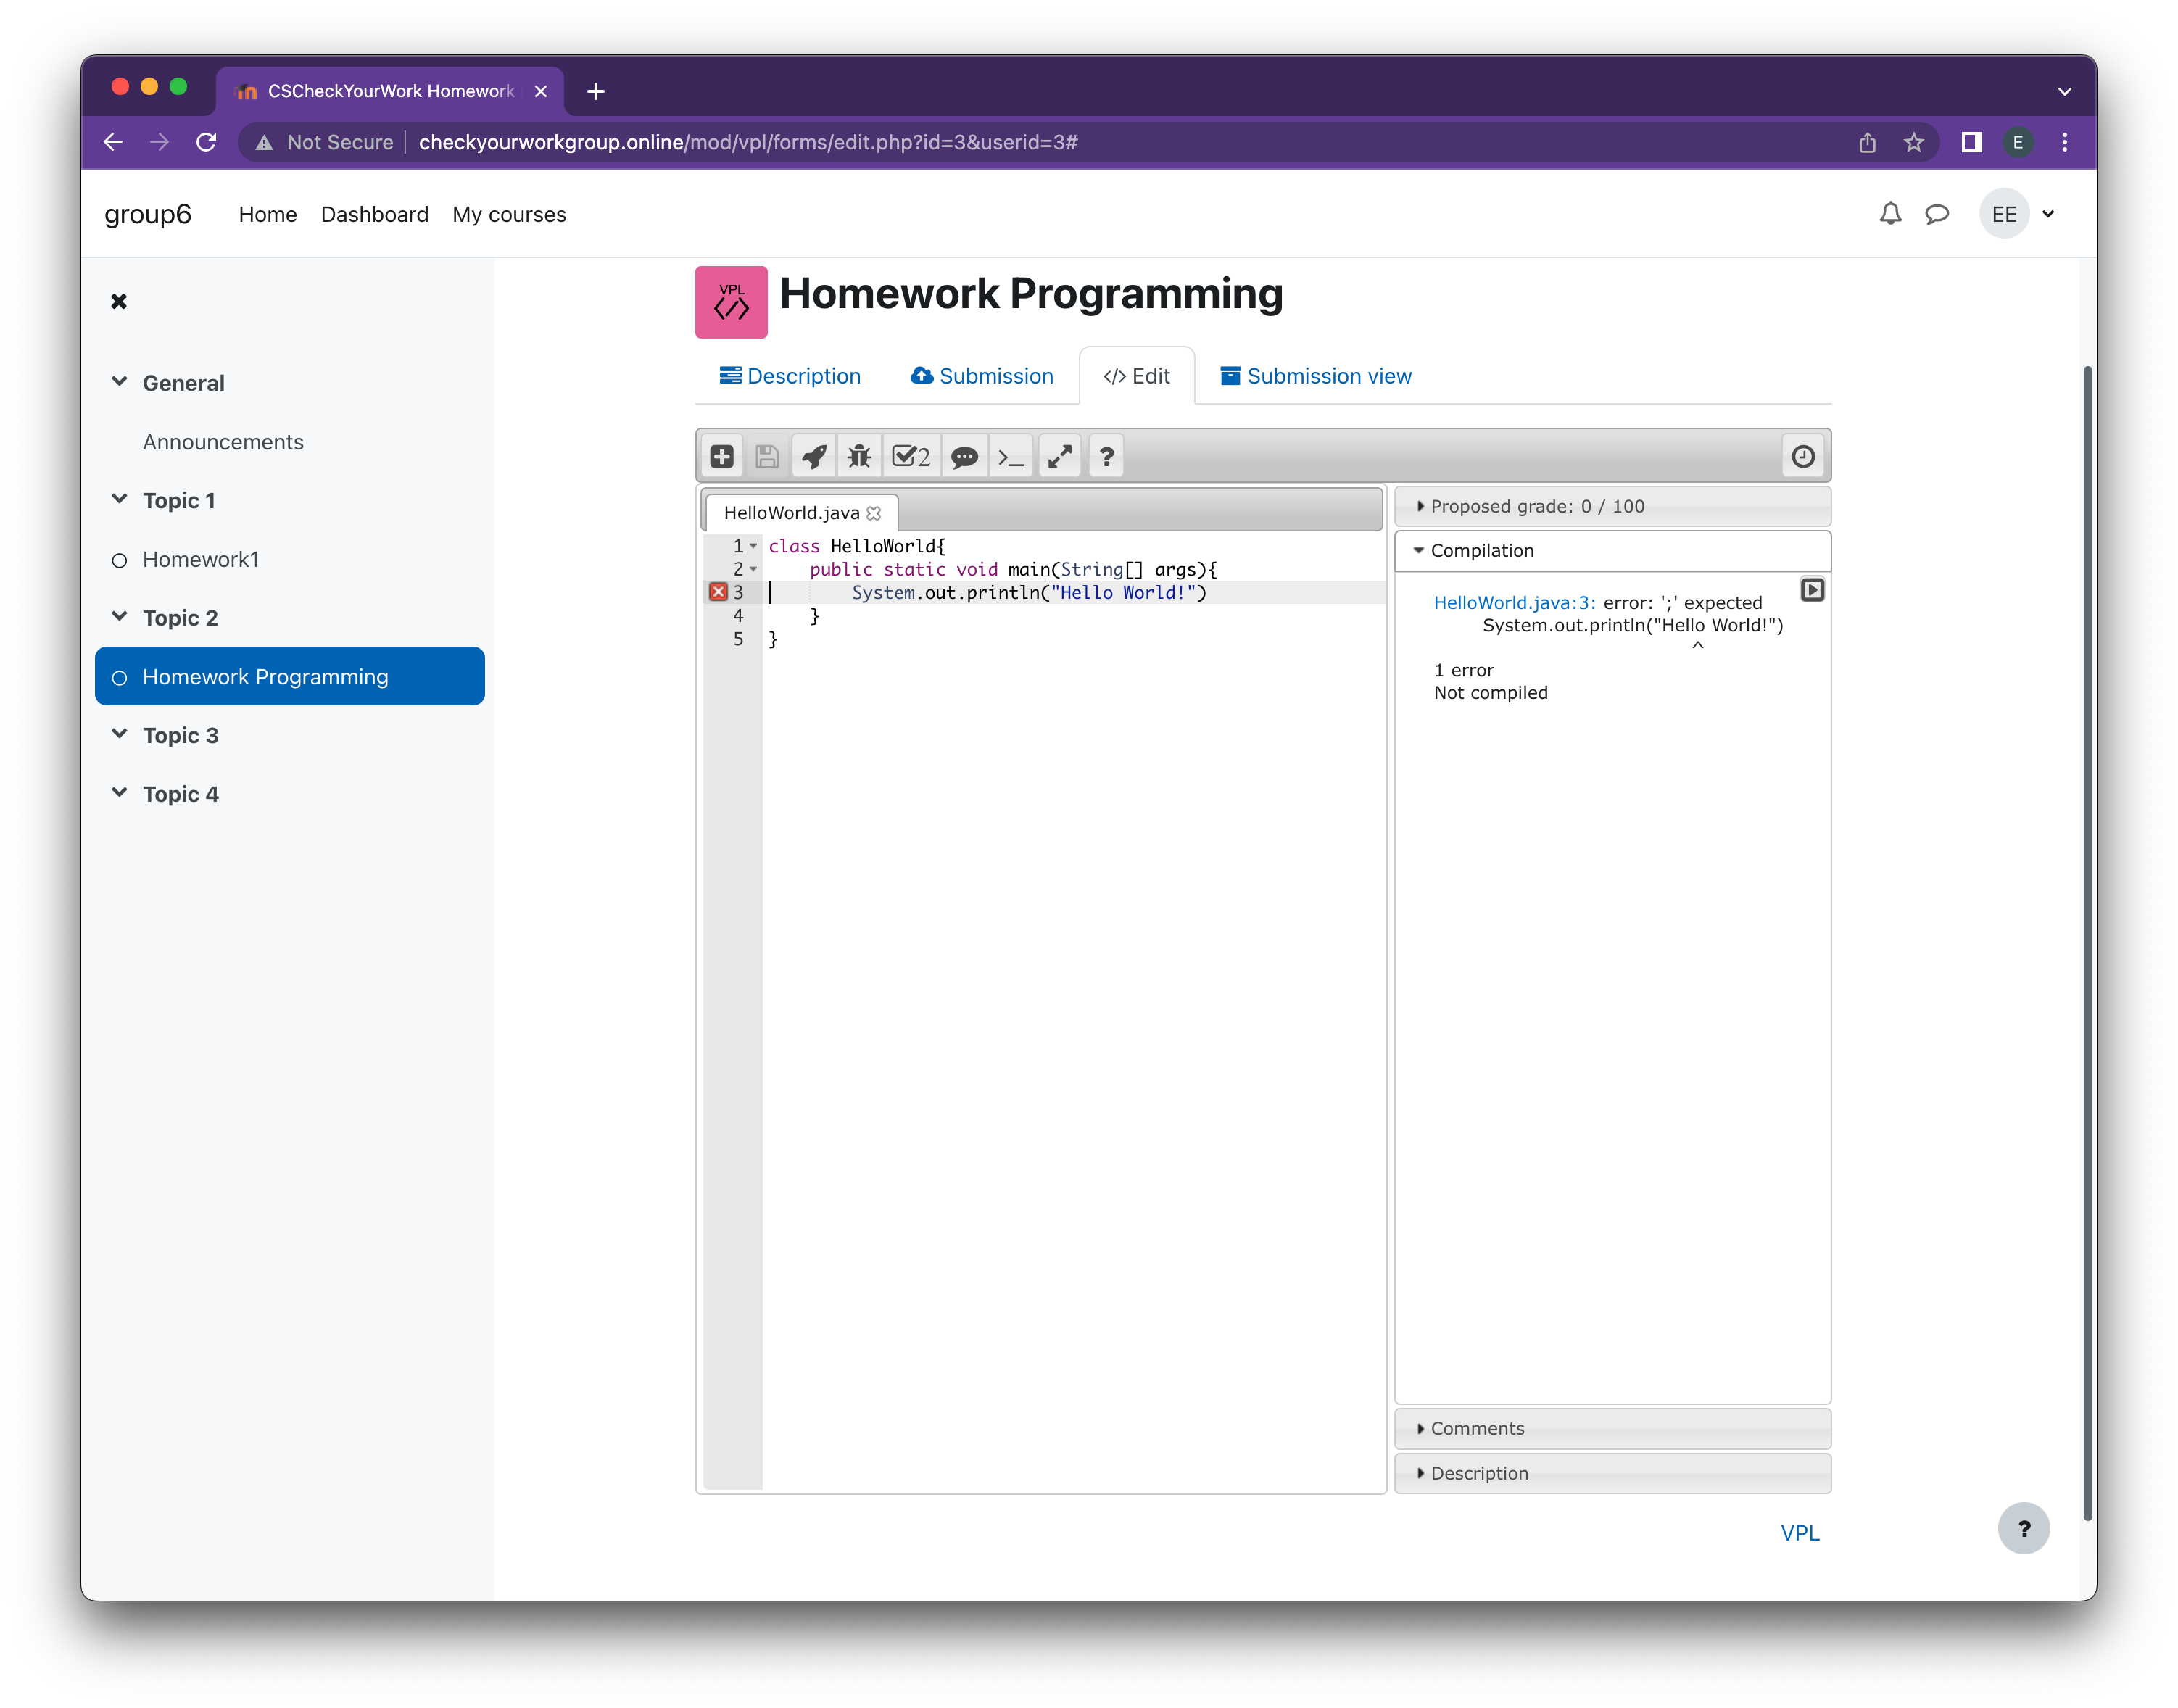 CSCheckYourWork Homework
Not Secure checkyourworkgroup.online/mod/vpl/forms/edit.php?id=3&userid=3#
E
group6 Home Dashboard My courses
EE
General
Announcements
Topic 1
Homework1
Topic 2
Homework Programming
Topic 3
Topic 4
VPL
Homework Programming
Description Submission </> Edit Submission view
2 ?
HelloWorld.java
1 class HelloWorld{
2 public static void main(String[] args){
3 System.out.println("Hello World!")
4 }
5 }
Proposed grade: 0 / 100
Compilation
HelloWorld.java:3: error: ';' expected
System.out.println("Hello World!")
^
1 error
Not compiled
Comments
Description
VPL
?